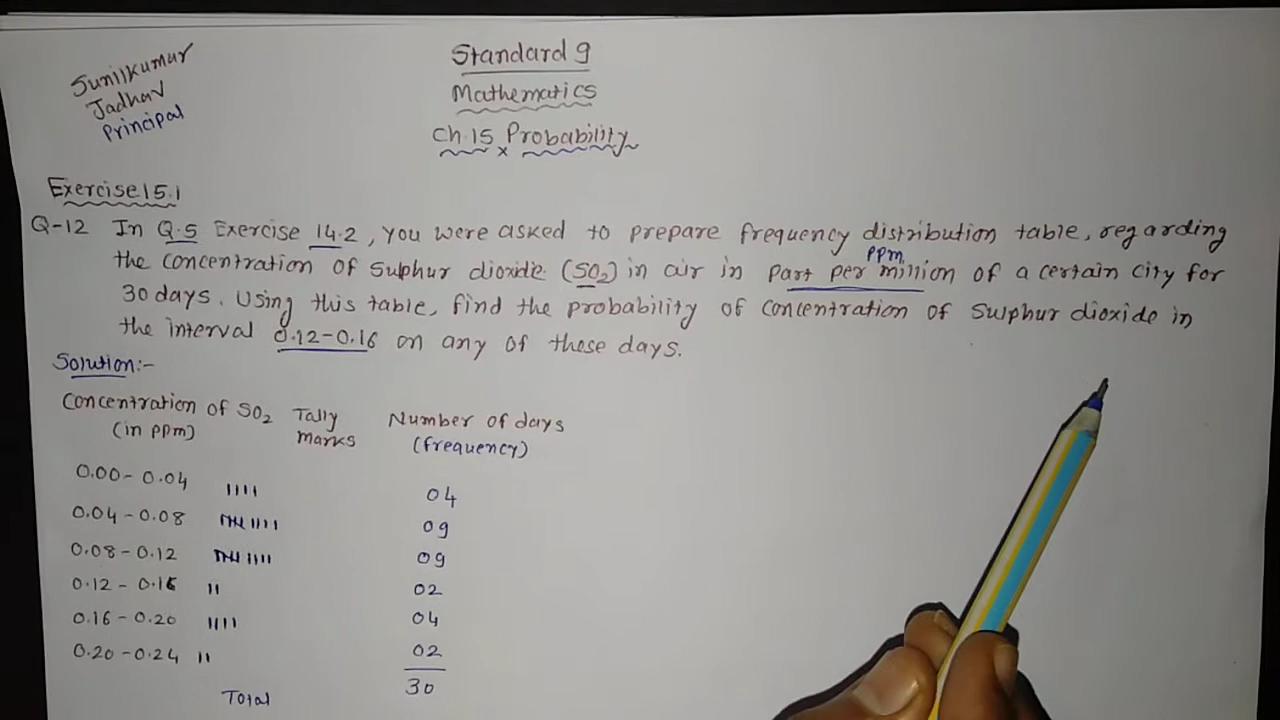 Sunilkumar
Jadhav
Principal
Standard 9
Mathematics
Ch.15 Probability
x
Exercise 15.1
Q-12 In Q.5 Exercise 14.2, you were asked to prepare frequency distribution table, regarding
the concentration of Sulphur dioxide (SO2) in air in part per million of a certain city for
PPM
30 days. Using this table, find the probability of concentration of Sulphur dioxide in
the interval 0.12-0.16 on any of these days.
Solution:-
Concentration of SO2 Tally Number of days
(in ppm) marks (frequency)
0.00-0.04 |||| 04
0.04-0.08 𝍸 |||| 09
0.08-0.12 𝍸 |||| 09
0.12-0.16 || 02
0.16-0.20 |||| 04
0.20-0.24 || 02
Total 30